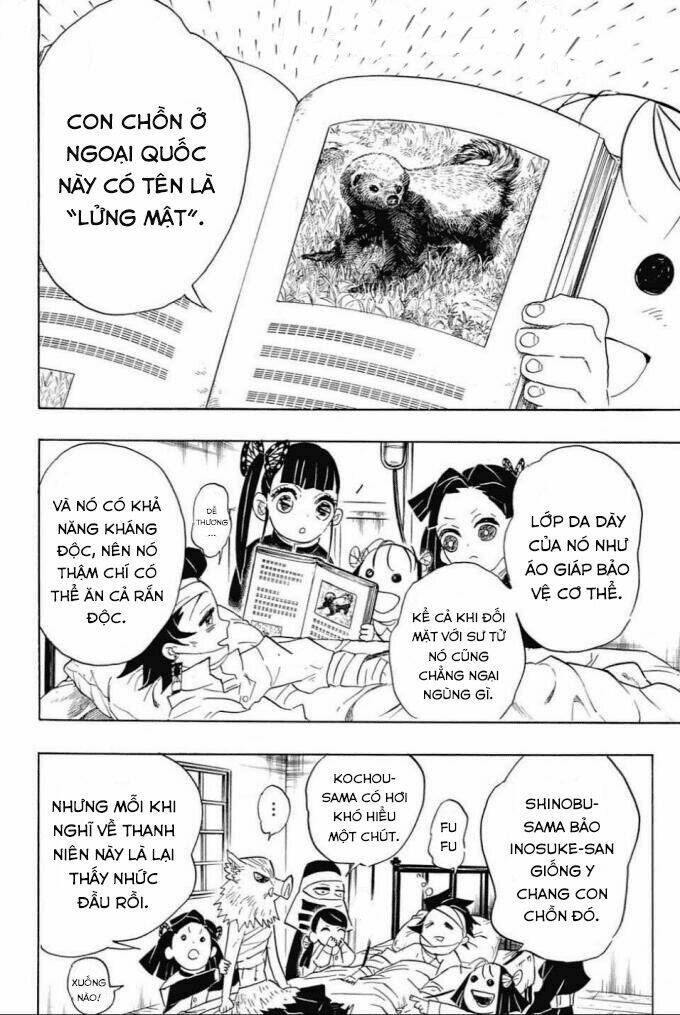 CON CHỒN Ở
NGOẠI QUỐC
NÀY CÓ TÊN LÀ
"LỬNG MẬT".
LỚP DA DÀY
CỦA NÓ NHƯ
ÁO GIÁP BẢO
VỆ CƠ THỂ.
KỂ CẢ KHI ĐỐI
MẶT VỚI SƯ TỬ
NÓ CŨNG
CHẲNG NGẠI
NGÙNG GÌ.
DỄ
THƯƠNG
...
VÀ NÓ CÓ KHẢ
NĂNG KHÁNG
ĐỘC, NÊN NÓ
THẬM CHÍ CÓ
THỂ ĂN CẢ RẮN
ĐỘC.
SHINOBU-
SAMA BẢO
INOSUKE-SAN
GIỐNG Y
CHANG CON
CHỒN ĐÓ.
FU
FU
KOCHOU-
SAMA CÓ HƠI
KHÓ HIỂU
MỘT CHÚT.
...
NHƯNG MỖI KHI
NGHĨ VỀ THANH
NIÊN NÀY LÀ LẠI
THẤY NHỨC
ĐẦU RỒI.
XUỐNG
NÀO!